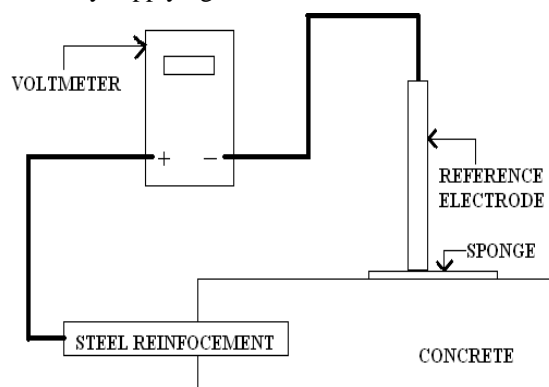 VOLTMETER
+ −
REFERENCE
ELECTRODE
SPONGE
STEEL REINFOCEMENT
CONCRETE